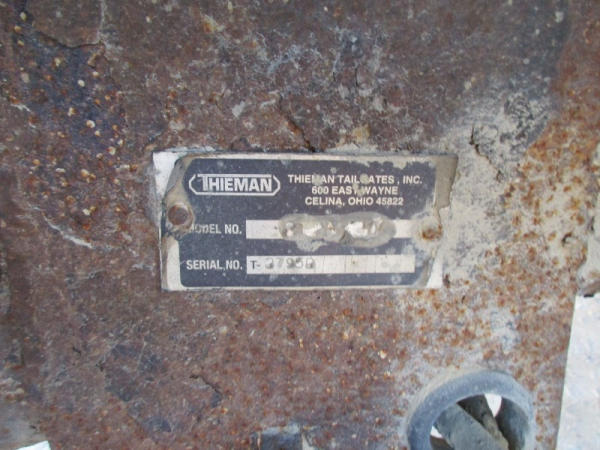 THIEMAN
THIEMAN TAILGATES, INC.
600 EAST WAYNE
CELINA, OHIO 45822
MODEL NO.
SERIAL NO. T-